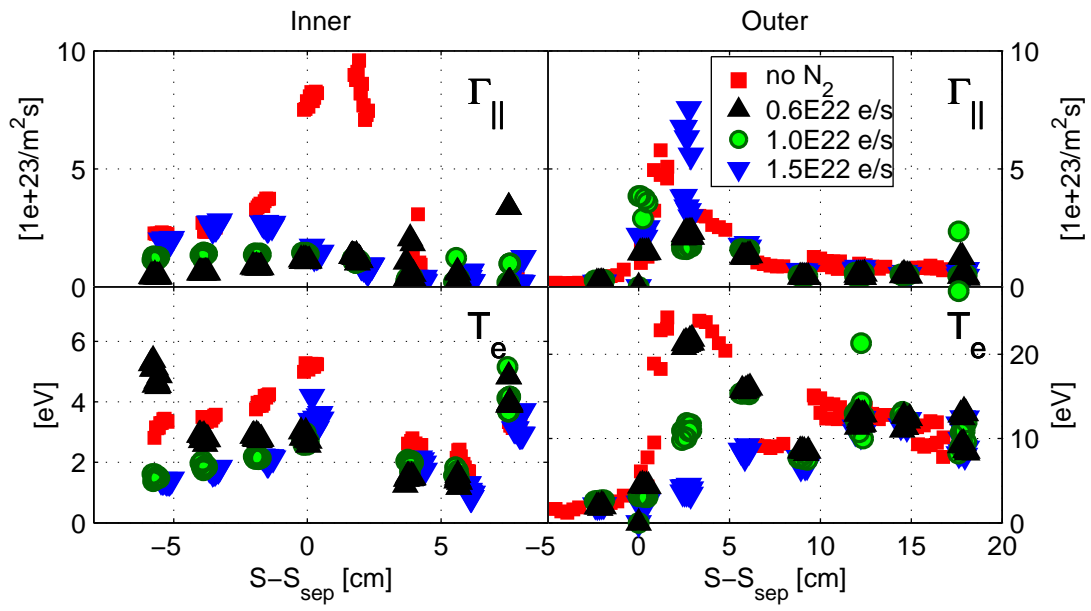 Inner
Outer
10
5
0
[1e+23/m²s]
Γ||
Γ||
no N₂
0.6E22 e/s
1.0E22 e/s
1.5E22 e/s
10
5
0
[1e+23/m²s]
6
4
2
0
[eV]
Tₑ
Tₑ
20
10
0
[eV]
−5
0
5
−5
0
5
10
15
20
S−Ssep [cm]
S−Ssep [cm]